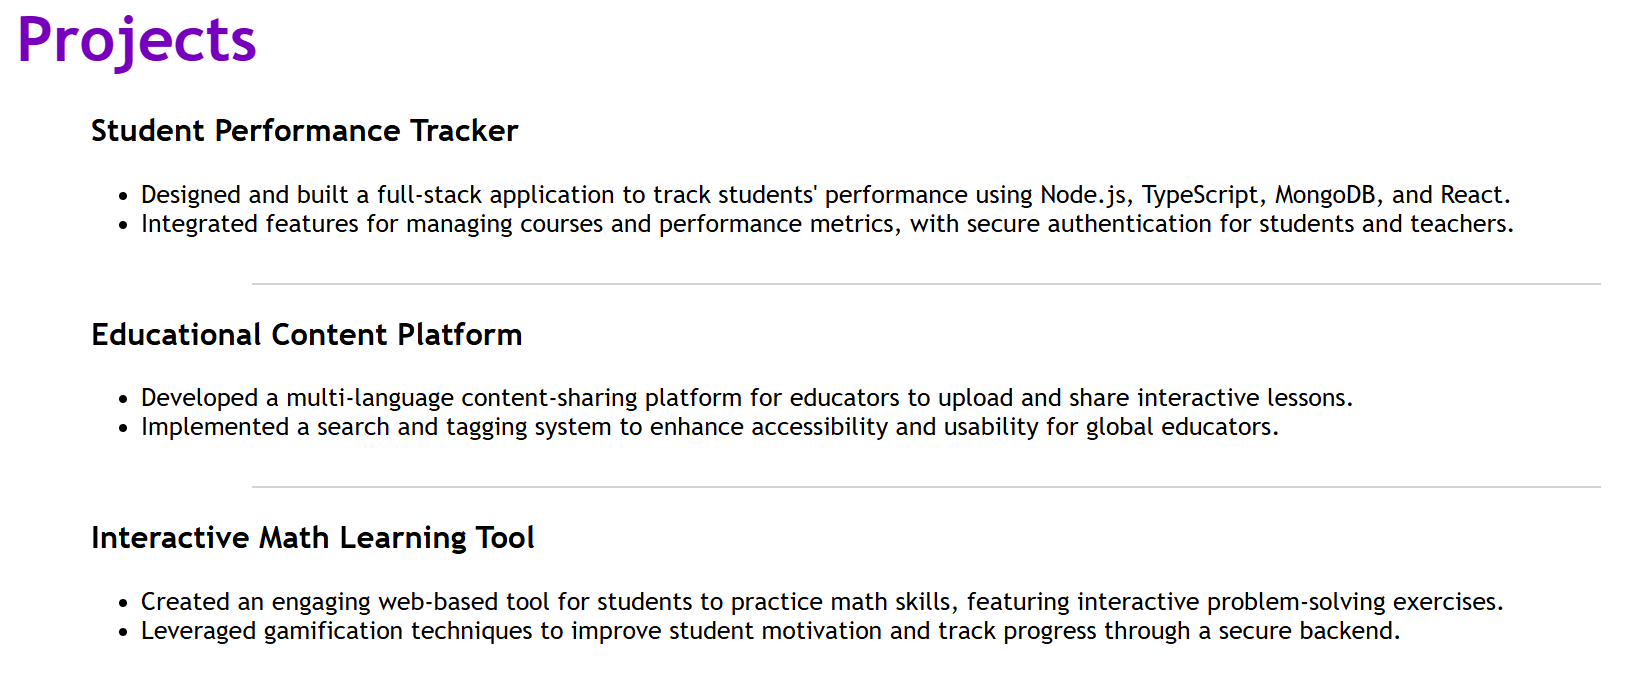 Projects
Student Performance Tracker
• Designed and built a full-stack application to track students' performance using Node.js, TypeScript, MongoDB, and React.
• Integrated features for managing courses and performance metrics, with secure authentication for students and teachers.
Educational Content Platform
• Developed a multi-language content-sharing platform for educators to upload and share interactive lessons.
• Implemented a search and tagging system to enhance accessibility and usability for global educators.
Interactive Math Learning Tool
• Created an engaging web-based tool for students to practice math skills, featuring interactive problem-solving exercises.
• Leveraged gamification techniques to improve student motivation and track progress through a secure backend.